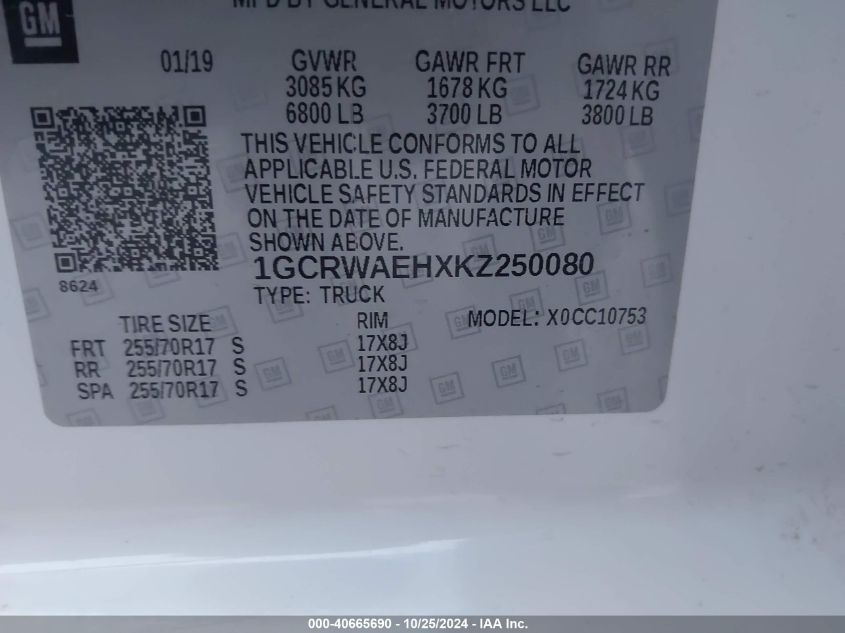 GM
MFD BY GENERAL MOTORS LLC
01/19 GVWR GAWR FRT GAWR RR
3085 KG 1678 KG 1724 KG
6800 LB 3700 LB 3800 LB
THIS VEHICLE CONFORMS TO ALL
APPLICABLE U.S. FEDERAL MOTOR
VEHICLE SAFETY STANDARDS IN EFFECT
ON THE DATE OF MANUFACTURE
SHOWN ABOVE.
1GCRWAEHXKZ250080
8624
TYPE: TRUCK
TIRE SIZE RIM MODEL: X0CC10753
FRT 255/70R17 S 17X8J
RR 255/70R17 S 17X8J
SPA 255/70R17 S 17X8J
000-40665690 - 10/25/2024 - IAA Inc.